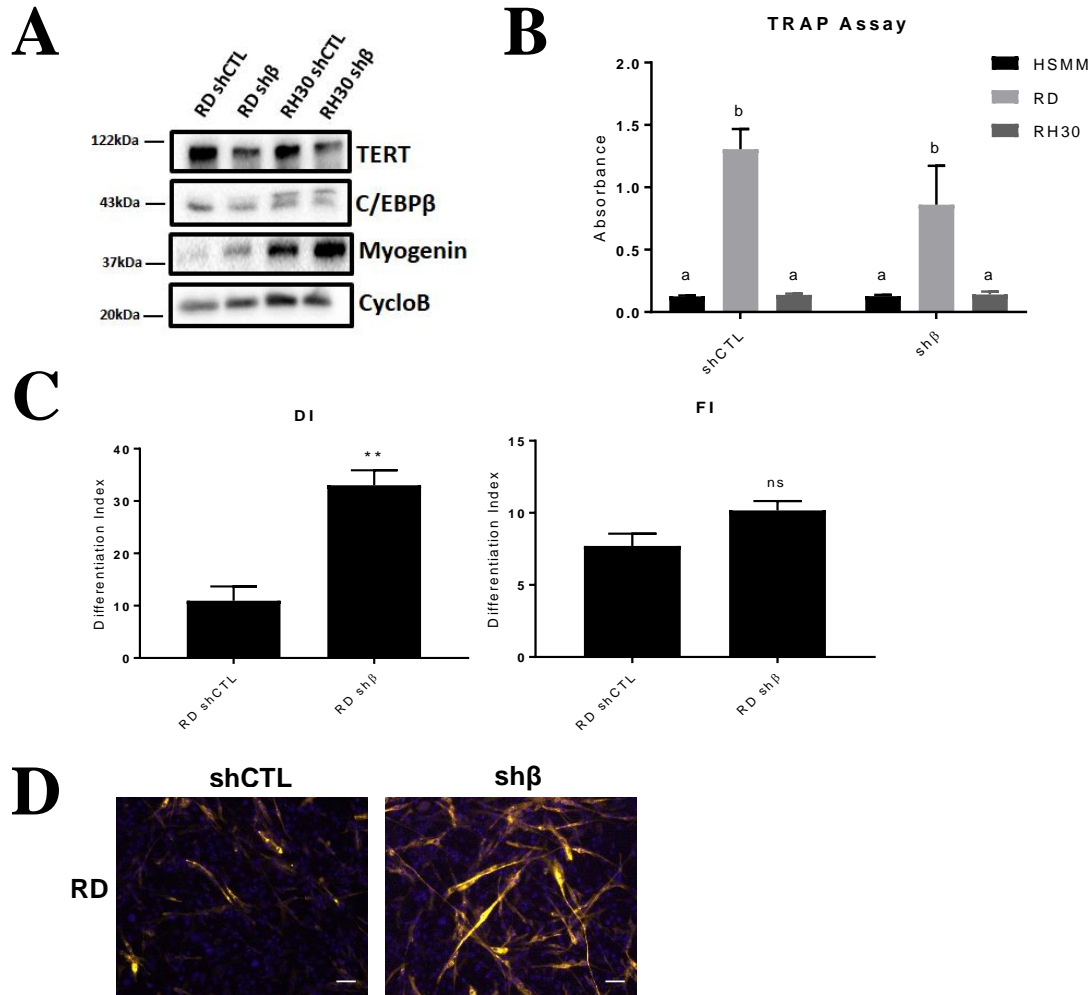 A
RD shCTL
RD shβ
RH30 shCTL
RH30 shβ
122kDa
TERT
43kDa
C/EBPβ
37kDa
Myogenin
20kDa
CycloB
B
TRAP Assay
HSMM
RD
RH30
Absorbance
2.0
1.5
1.0
0.5
0.0
a
b
a
a
b
a
shCTL
shβ
C
DI
Differentiation Index
40
30
20
10
0
**
RD shCTL
RD shβ
FI
Differentiation Index
15
10
5
0
ns
RD shCTL
RD shβ
D
shCTL
shβ
RD